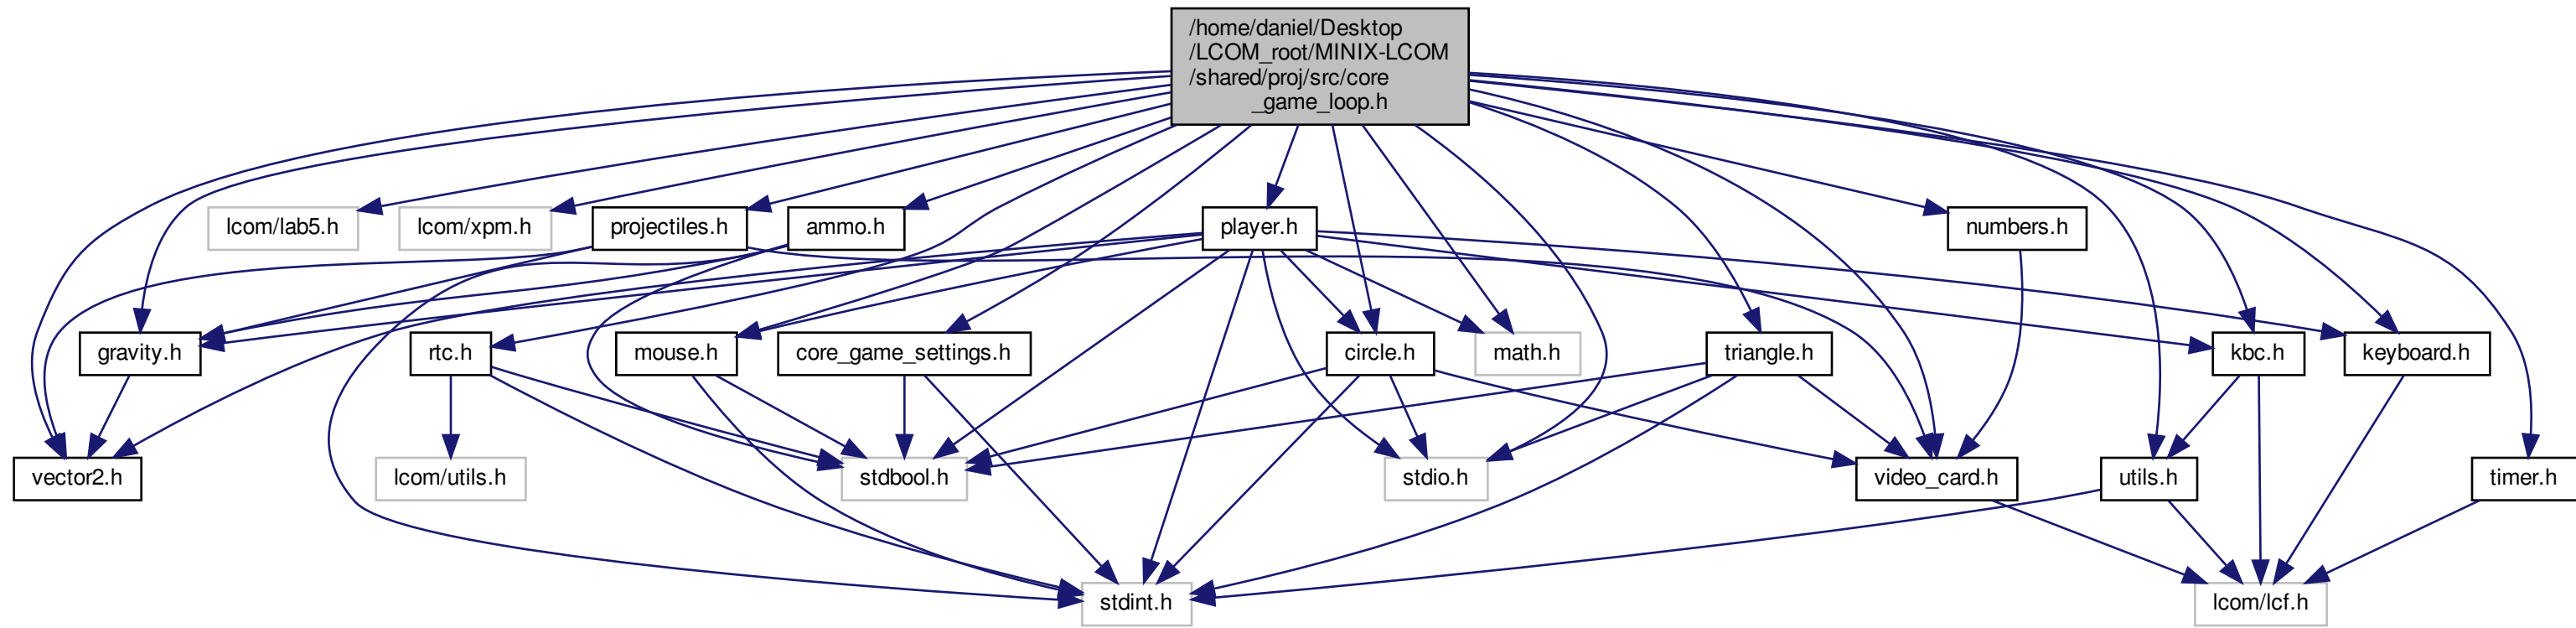 /home/daniel/Desktop
/LCOM_root/MINIX-LCOM
/shared/proj/src/core
_game_loop.h
lcom/lab5.h
lcom/xpm.h
projectiles.h
ammo.h
player.h
numbers.h
gravity.h
rtc.h
mouse.h
core_game_settings.h
circle.h
math.h
triangle.h
kbc.h
keyboard.h
vector2.h
lcom/utils.h
stdbool.h
stdio.h
video_card.h
utils.h
timer.h
stdint.h
lcom/lcf.h